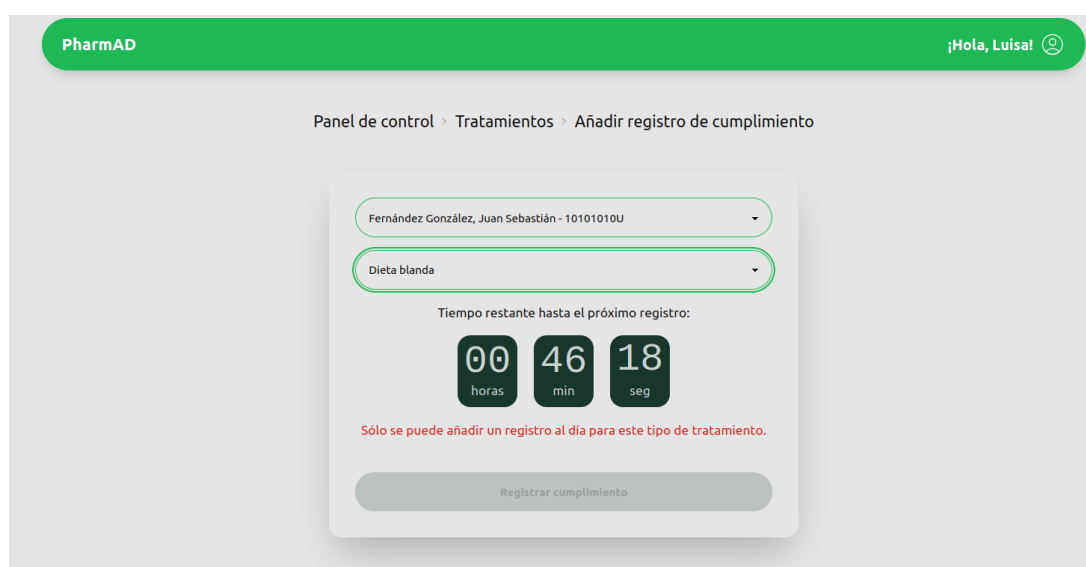 PharmAD
¡Hola, Luisa!
Panel de control > Tratamientos > Añadir registro de cumplimiento
Fernández González, Juan Sebastián - 10101010U
Dieta blanda
Tiempo restante hasta el próximo registro:
00 46 18
horas min seg
Sólo se puede añadir un registro al día para este tipo de tratamiento.
Registrar cumplimiento